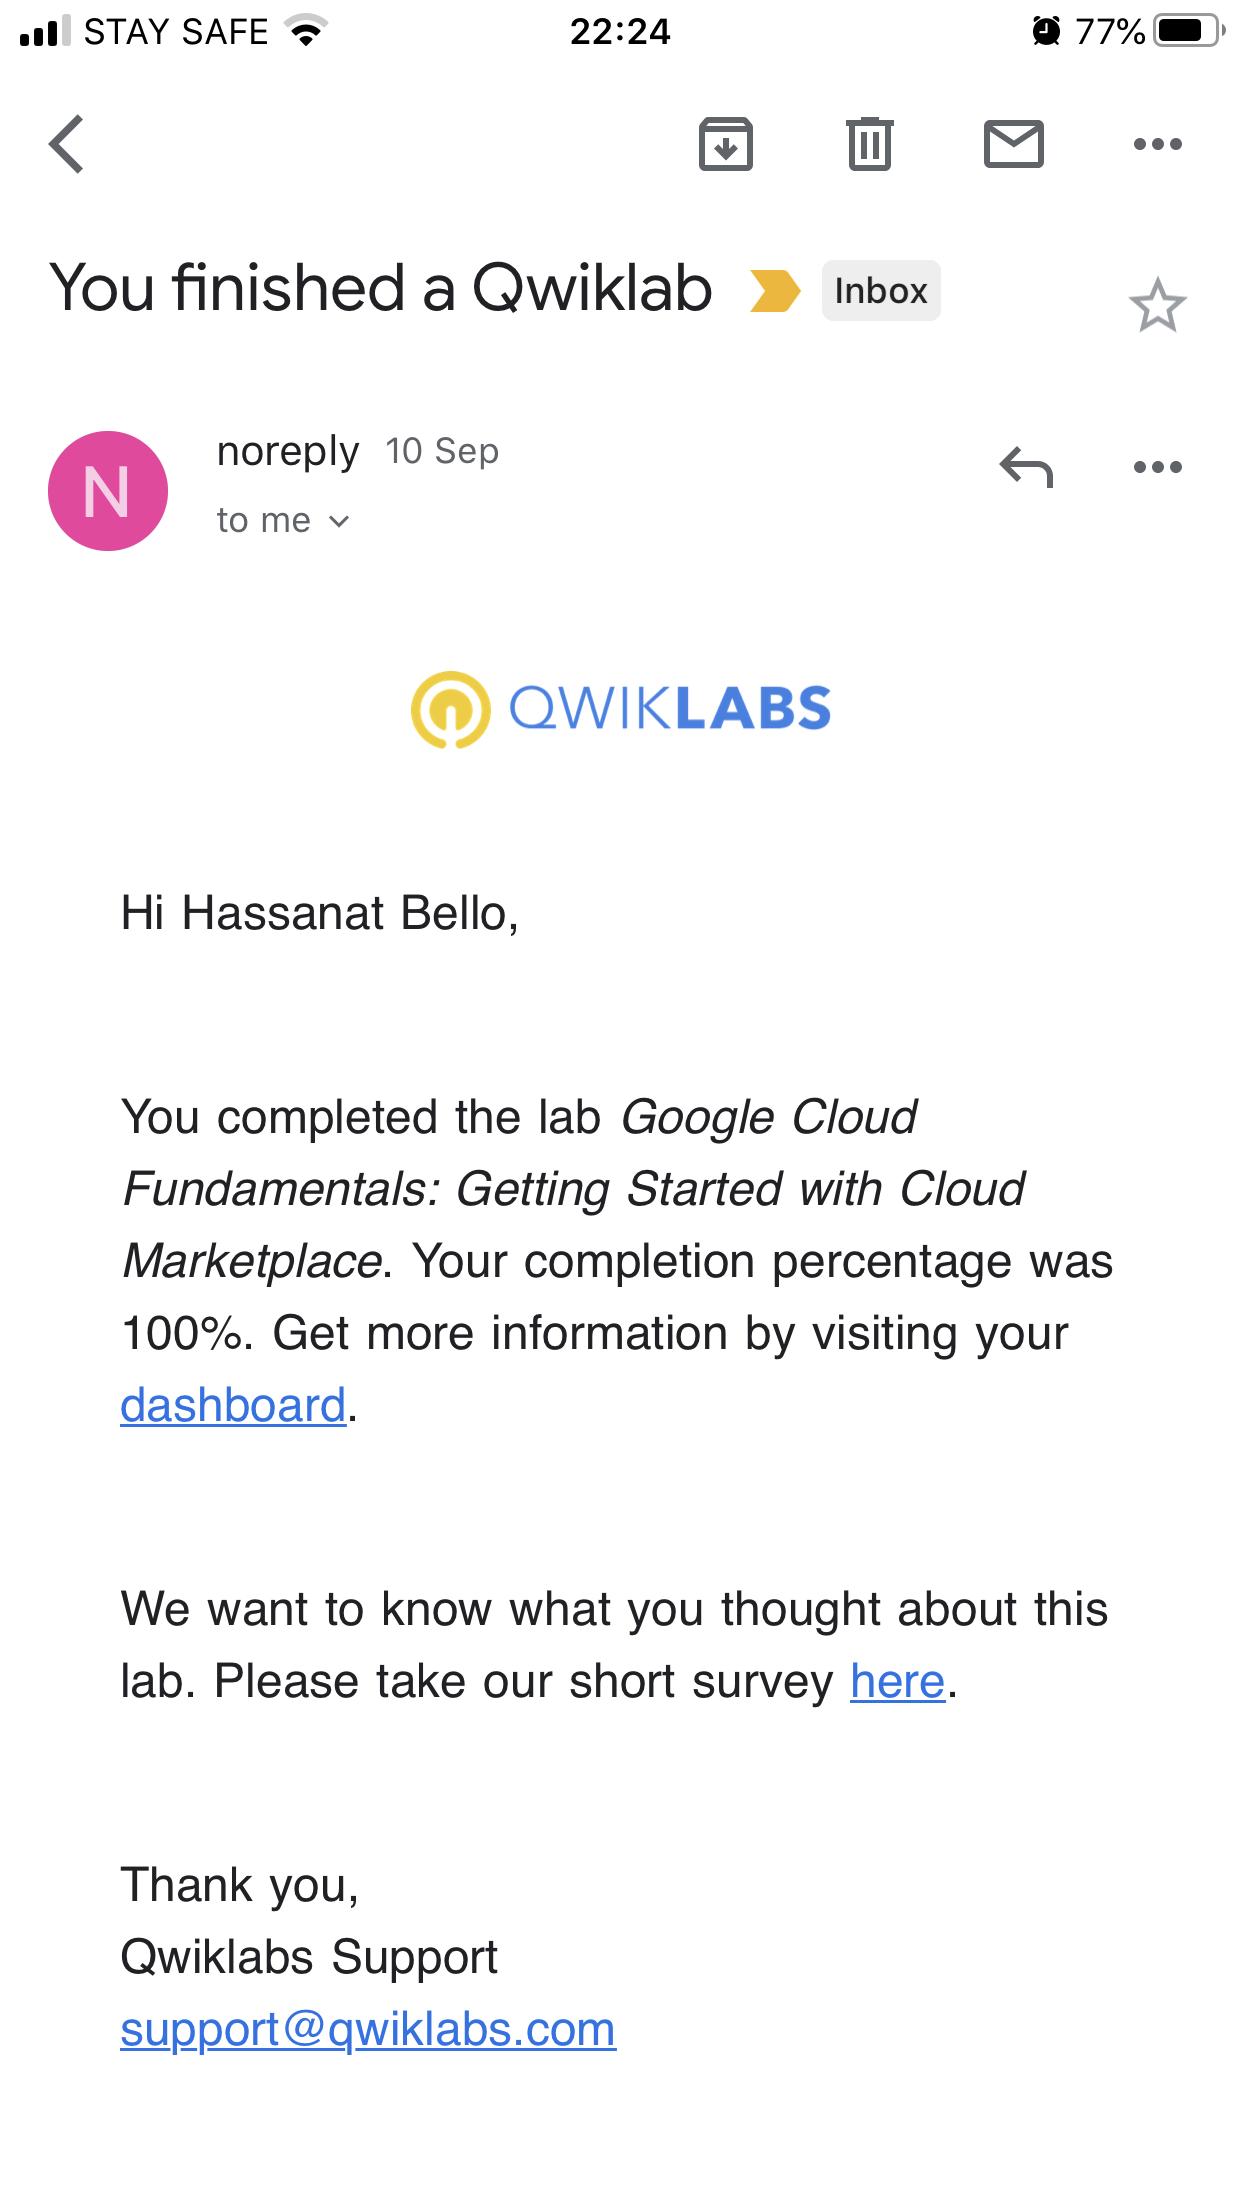 STAY SAFE 22:24 77%
You finished a Qwiklab Inbox
N noreply 10 Sep
to me
QWIKLABS
Hi Hassanat Bello,
You completed the lab Google Cloud
Fundamentals: Getting Started with Cloud
Marketplace. Your completion percentage was
100%. Get more information by visiting your
dashboard.
We want to know what you thought about this
lab. Please take our short survey here.
Thank you,
Qwiklabs Support
support@qwiklabs.com